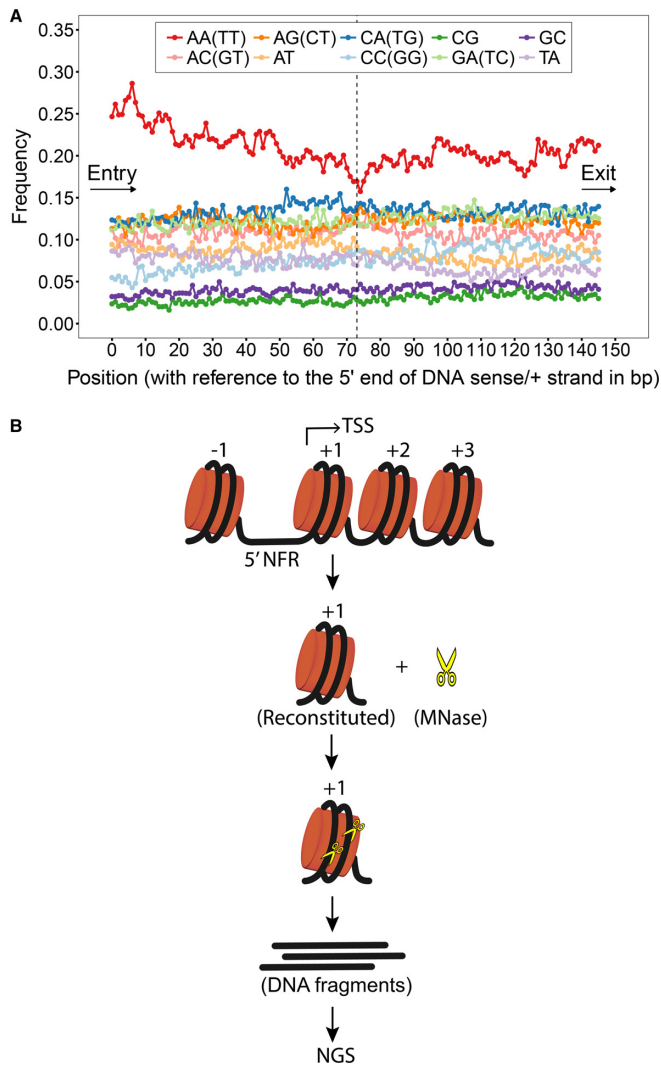 A
AA(TT) AG(CT) CA(TG) CG GC
AC(GT) AT CC(GG) GA(TC) TA
Frequency
0.35
0.30
0.25
0.20
0.15
0.10
0.05
0.00
Entry
Exit
0 10 20 30 40 50 60 70 80 90 100 110 120 130 140 150
Position (with reference to the 5' end of DNA sense/+ strand in bp)
B
TSS
-1 +1 +2 +3
5' NFR
+1
+
(Reconstituted) (MNase)
+1
(DNA fragments)
NGS